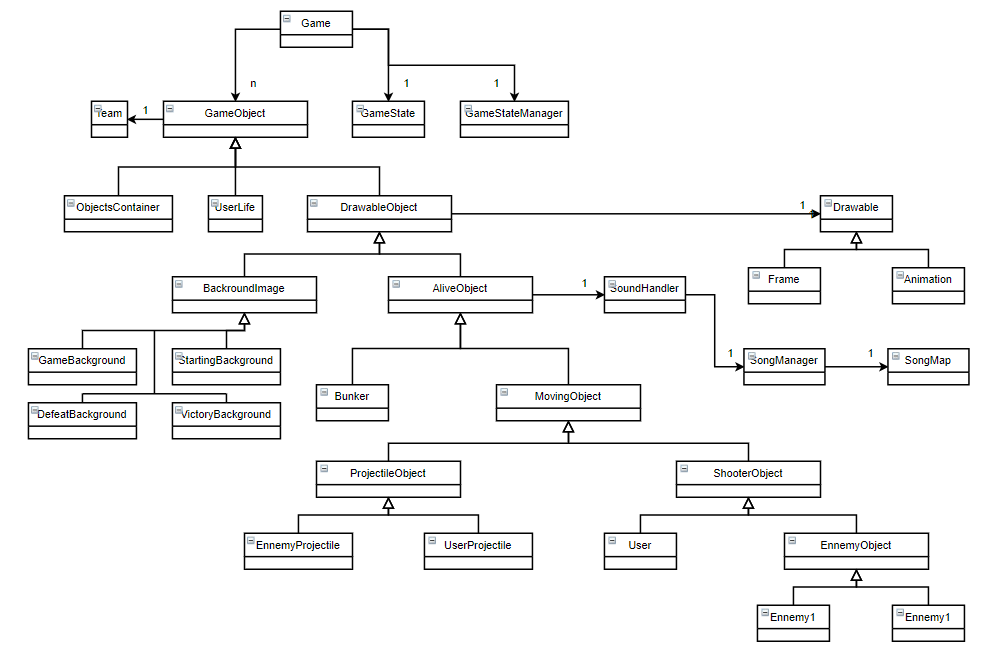 Game
n
1
1
Team
1
GameObject
GameState
GameStateManager
ObjectsContainer
UserLife
DrawableObject
1
Drawable
BackroundImage
AliveObject
1
SoundHandler
Frame
Animation
GameBackground
StartingBackground
1
SongManager
1
SongMap
DefeatBackground
VictoryBackground
Bunker
MovingObject
ProjectileObject
ShooterObject
EnnemyProjectile
UserProjectile
User
EnnemyObject
Ennemy1
Ennemy1